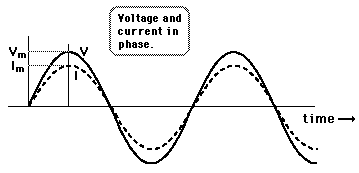 Voltage and
current in
phase.
Vm V
Im i
time →